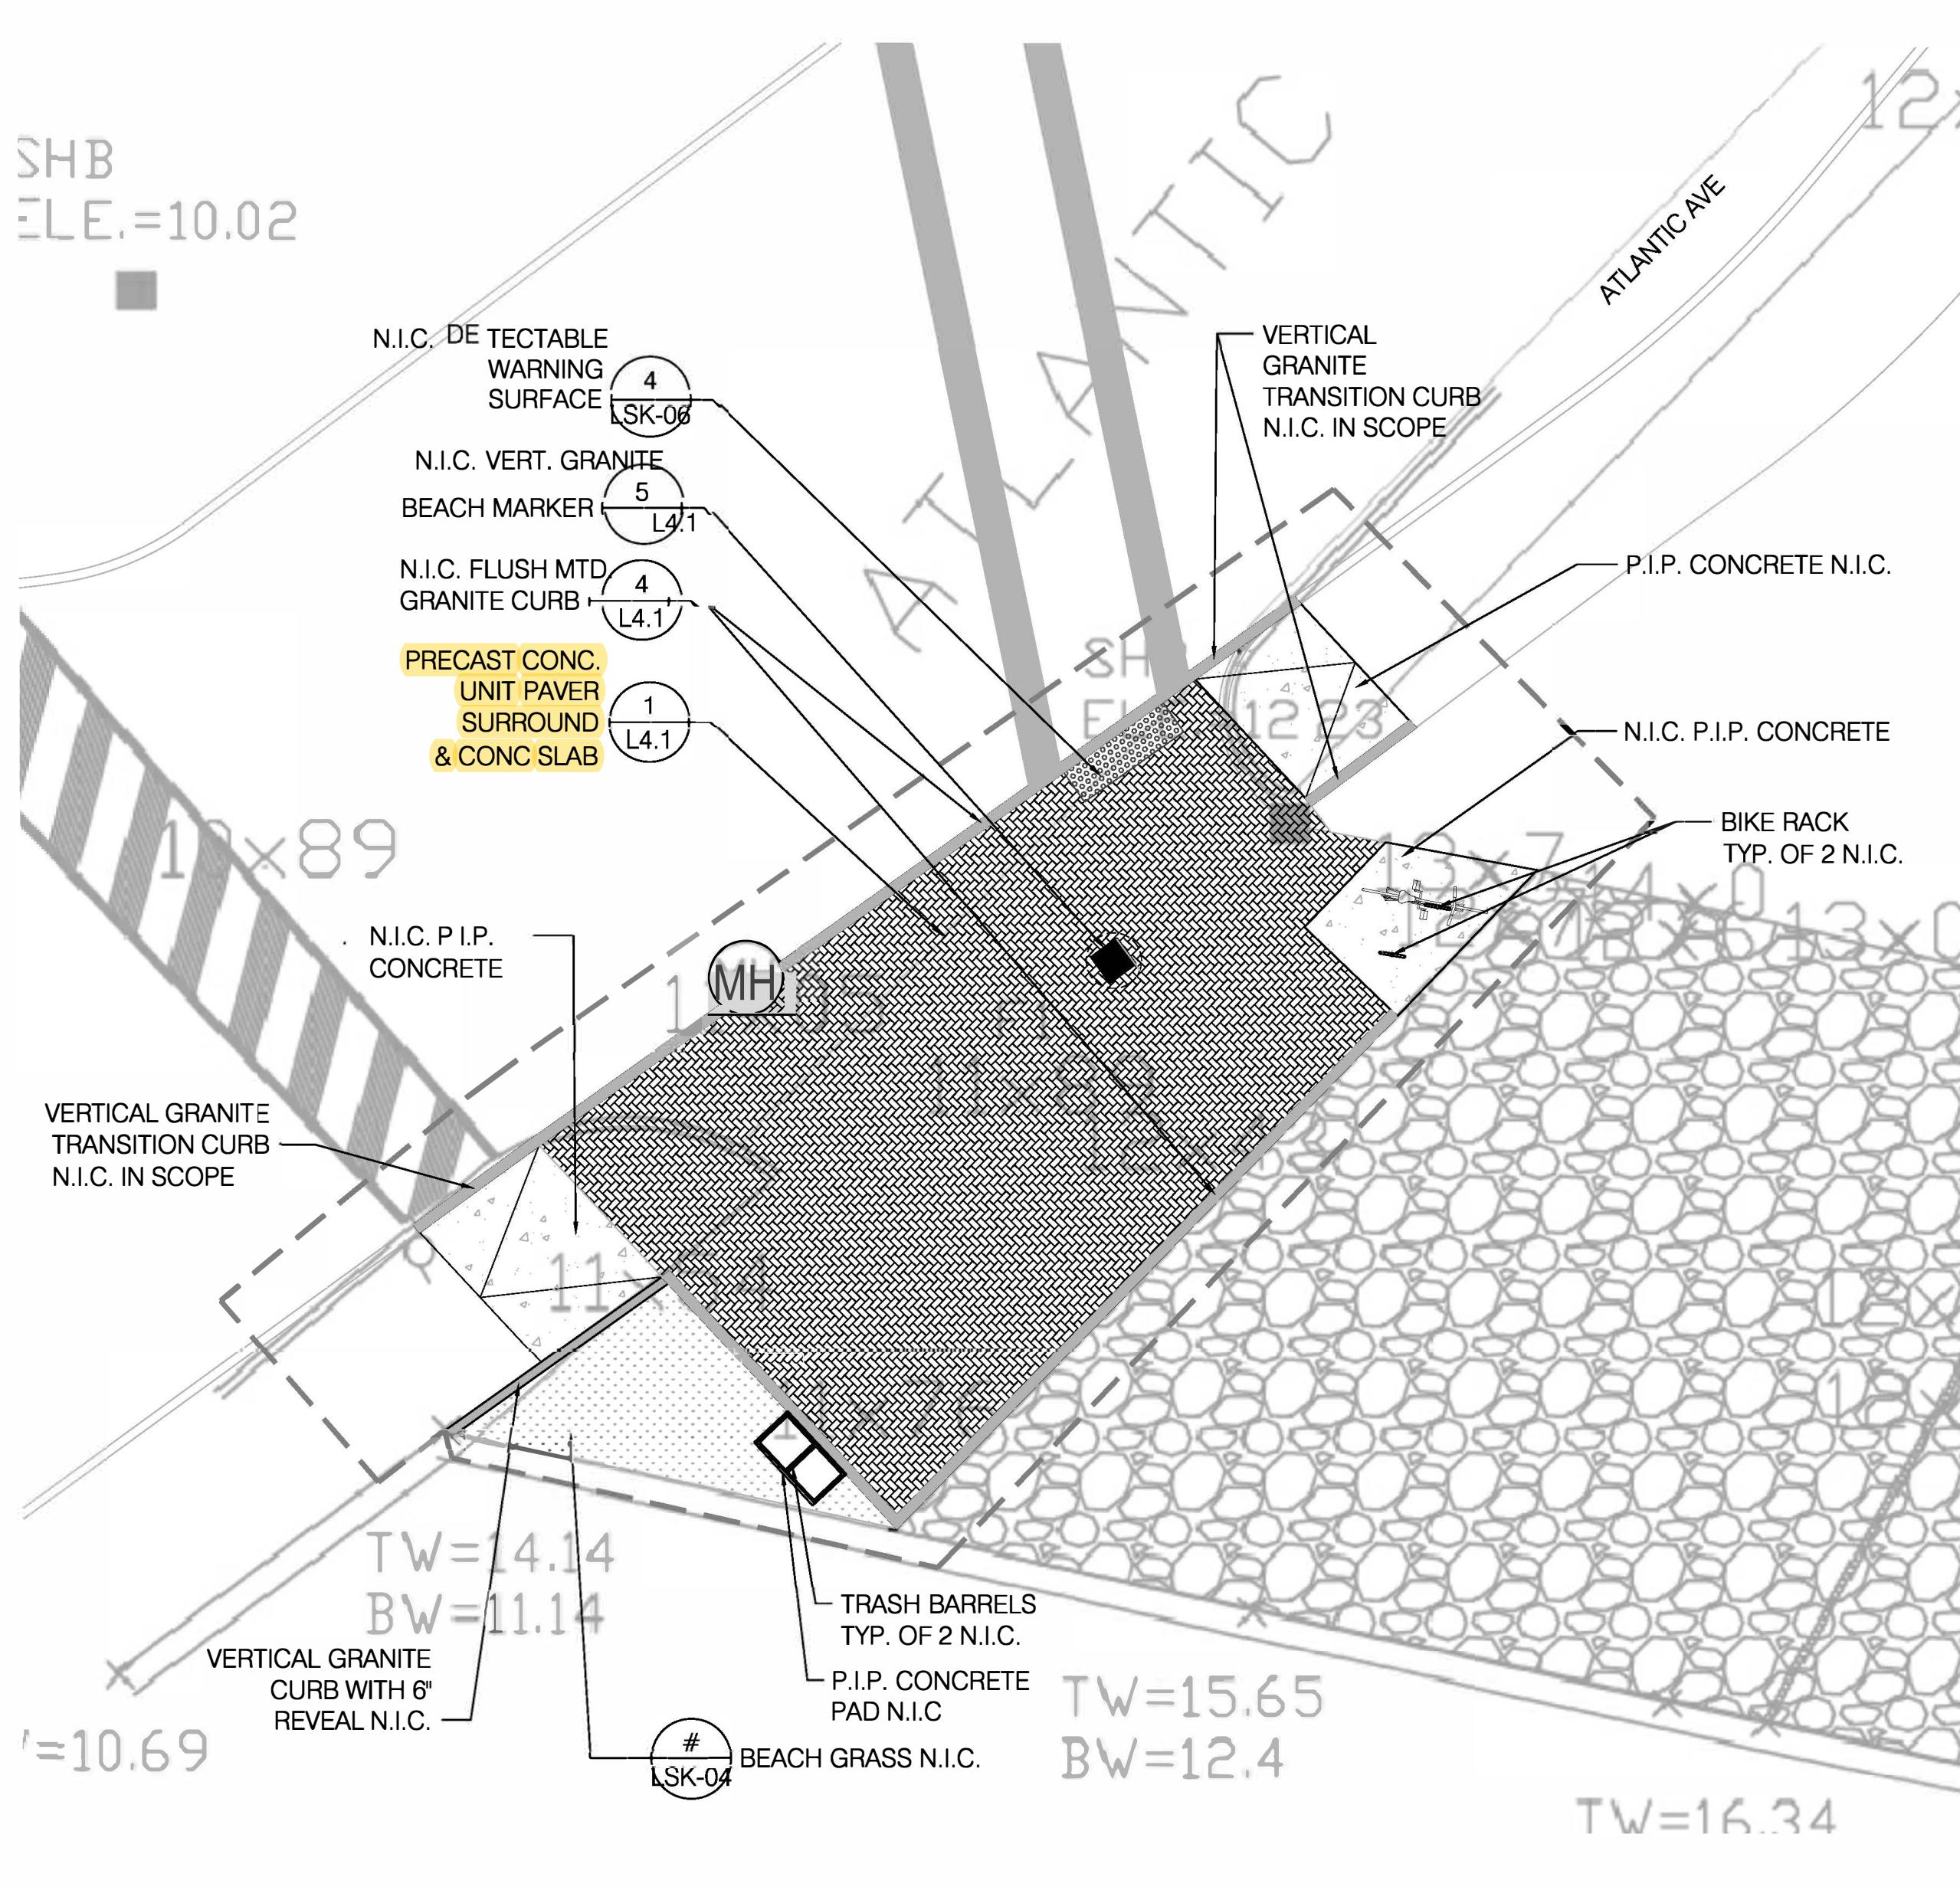 SHB
ELE.=10.02
ATLANTIC
ATLANTIC AVE
N.I.C. DE TECTABLE
WARNING
SURFACE
4
LSK-06
N.I.C. VERT. GRANITE
BEACH MARKER
5
L4.1
N.I.C. FLUSH MTD.
GRANITE CURB
4
L4.1
PRECAST CONC.
UNIT PAVER
SURROUND
& CONC SLAB
1
L4.1
VERTICAL
GRANITE
TRANSITION CURB
N.I.C. IN SCOPE
P.I.P. CONCRETE N.I.C.
N.I.C. P.I.P. CONCRETE
BIKE RACK
TYP. OF 2 N.I.C.
N.I.C. P I.P.
CONCRETE
MH
VERTICAL GRANITE
TRANSITION CURB
N.I.C. IN SCOPE
TW=14.14
BW=11.14
VERTICAL GRANITE
CURB WITH 6"
REVEAL N.I.C.
=10.69
TRASH BARRELS
TYP. OF 2 N.I.C.
P.I.P. CONCRETE
PAD N.I.C
#
LSK-04
BEACH GRASS N.I.C.
TW=15.65
BW=12.4
TW=16.34